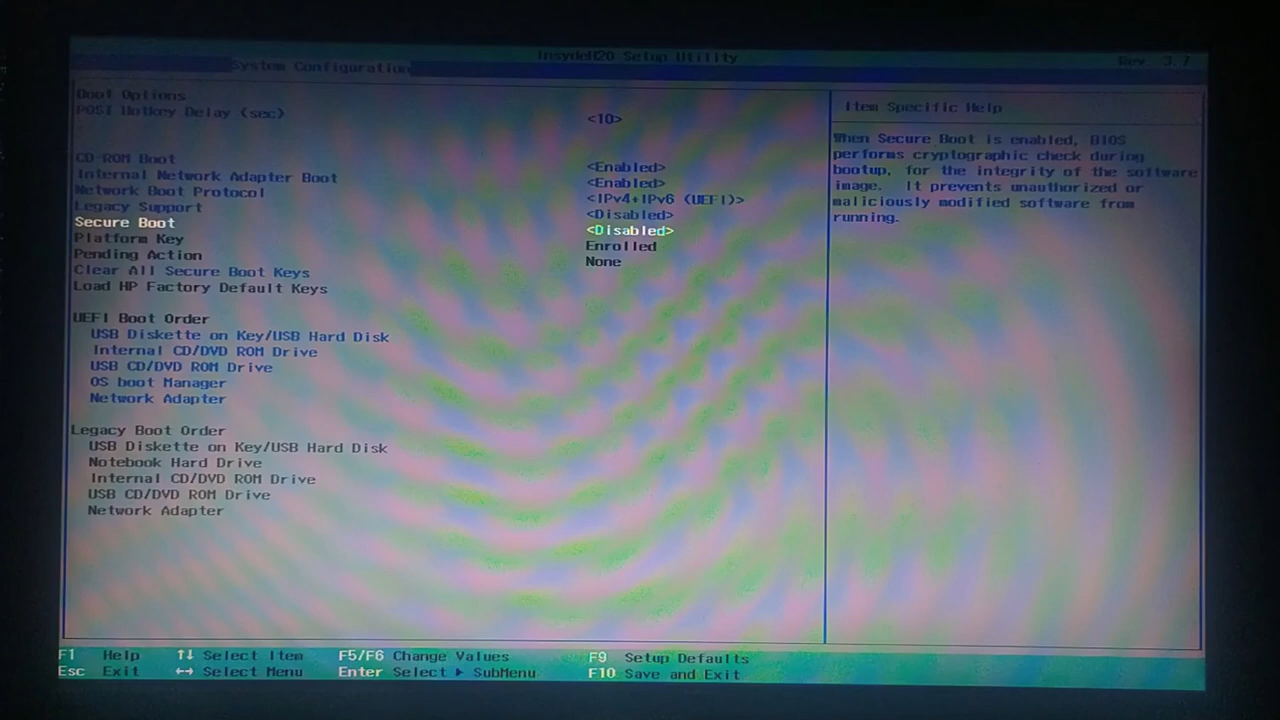 InsydeH20 Setup Utility Rev. 3.7
System Configuration
Boot Options
POST Hotkey Delay (sec) <10>
CD-ROM Boot <Enabled>
Internal Network Adapter Boot <Enabled>
Network Boot Protocol <IPv4+IPv6 (UEFI)>
Legacy Support <Disabled>
Secure Boot <Disabled>
Platform Key Enrolled
Pending Action None
Clear All Secure Boot Keys
Load HP Factory Default Keys
UEFI Boot Order
USB Diskette on Key/USB Hard Disk
Internal CD/DVD ROM Drive
USB CD/DVD ROM Drive
OS boot Manager
Network Adapter
Legacy Boot Order
USB Diskette on Key/USB Hard Disk
Notebook Hard Drive
Internal CD/DVD ROM Drive
USB CD/DVD ROM Drive
Network Adapter
Item Specific Help
When Secure Boot is enabled, BIOS
performs cryptographic check during
bootup, for the integrity of the software
image. It prevents unauthorized or
maliciously modified software from
running.
F1 Help ↑↓ Select Item F5/F6 Change Values F9 Setup Defaults
Esc Exit ↔ Select Menu Enter Select ▶ SubMenu F10 Save and Exit